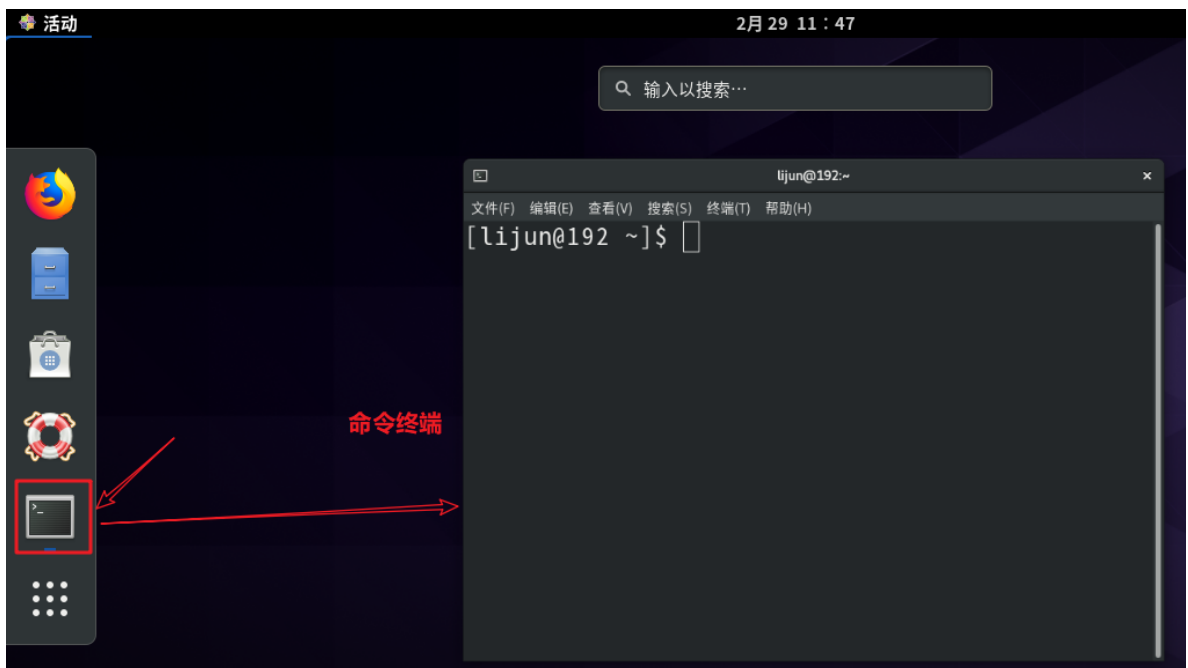 活动
2月 29 11：47
输入以搜索…
lijun@192:~
文件(F) 编辑(E) 查看(V) 搜索(S) 终端(T) 帮助(H)
[lijun@192 ~]$
命令终端
>_